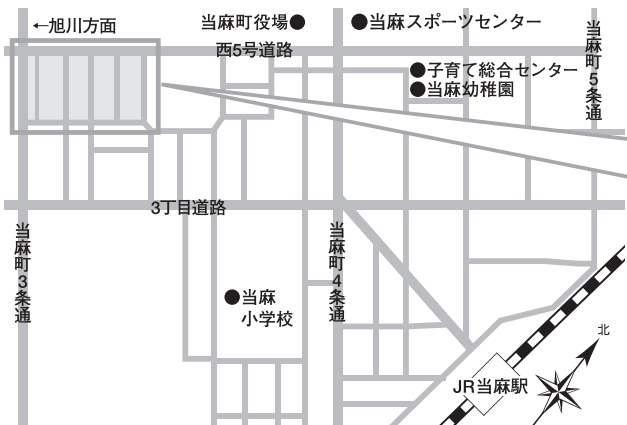 ←旭川方面
当麻町役場●
●当麻スポーツセンター
西5号道路
●子育て総合センター
●当麻幼稚園
当麻町5条通
3丁目道路
当麻町3条通
当麻町4条通
●当麻
小学校
北
JR当麻駅